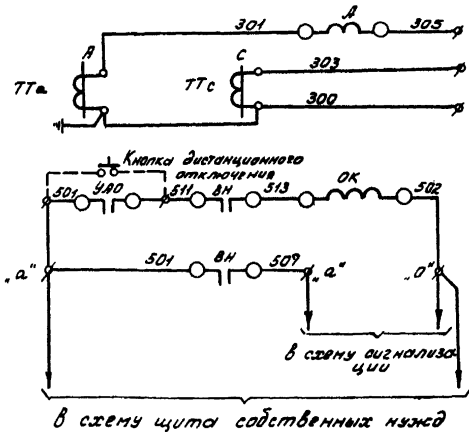 301 А 305
А
ТТа
С
ТТс
303
300
Кнопка дистанционного
отключения
501 УАО 511 ВН 513 ОК 502
„а" 501 ВН 509 „а" „о"
в схему сигнализа-
ции
в схему щита собственных нужд